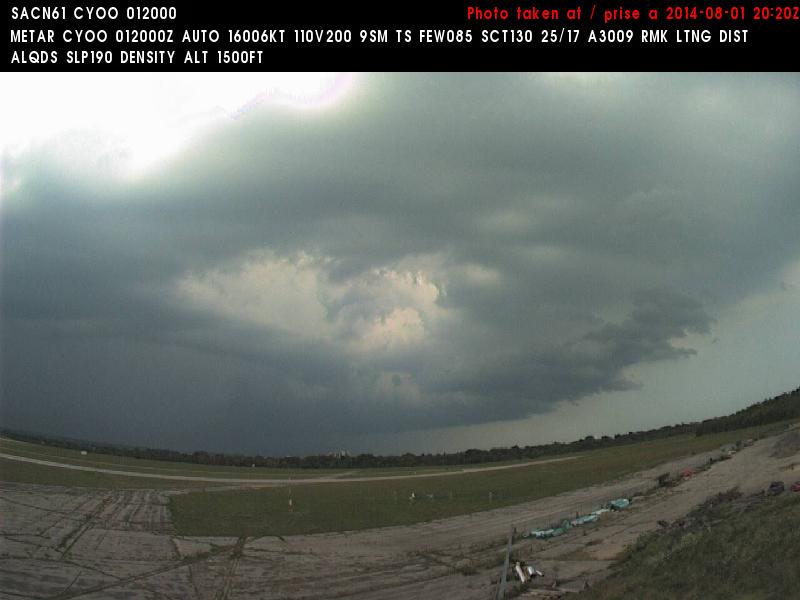 SACN61 CYOO 012000
Photo taken at / prise a 2014-08-01 20:20Z
METAR CYOO 012000Z AUTO 16006KT 110V200 9SM TS FEW085 SCT130 25/17 A3009 RMK LTNG DIST
ALQDS SLP190 DENSITY ALT 1500FT